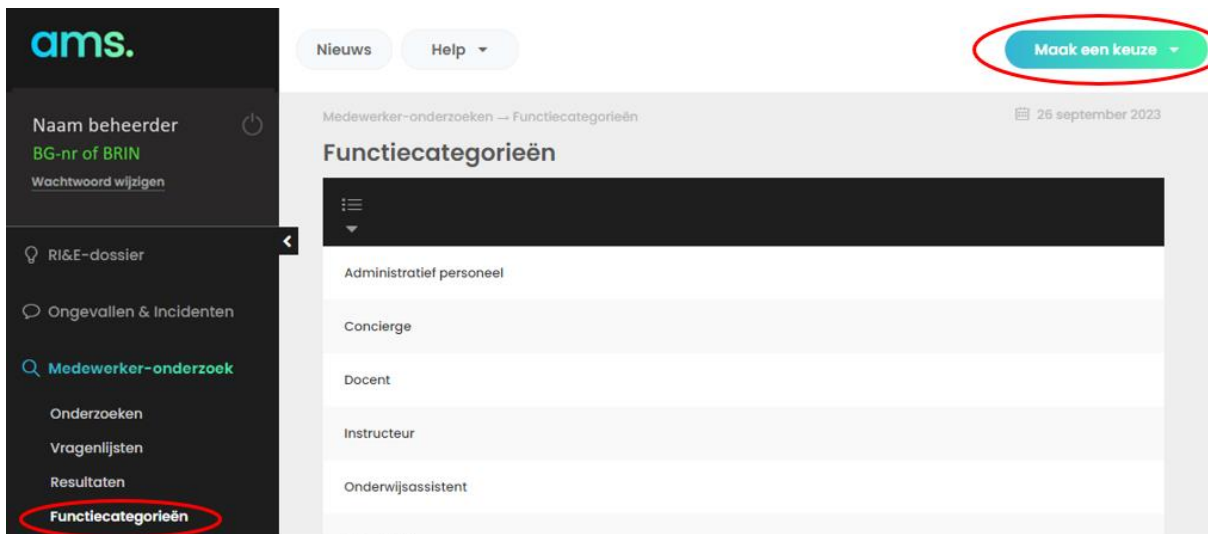 ams.
Nieuws
Help
Maak een keuze
Naam beheerder
BG-nr of BRIN
Wachtwoord wijzigen
RI&E-dossier
Ongevallen & Incidenten
Medewerker-onderzoek
Onderzoeken
Vragenlijsten
Resultaten
Functiecategorieën
Medewerker-onderzoeken → Functiecategorieën
26 september 2023
Functiecategorieën
Administratief personeel
Concierge
Docent
Instructeur
Onderwijsassistent